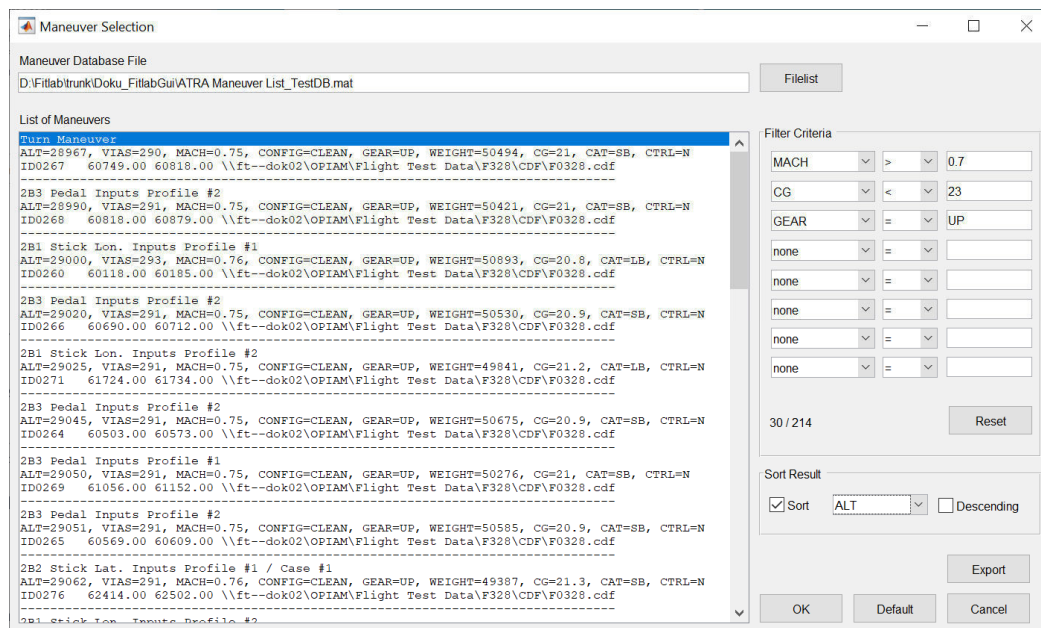 Maneuver Selection
Maneuver Database File
D:\Fitlab\trunk\Doku_FitlabGui\ATRA Maneuver List_TestDB.mat
Filelist
List of Maneuvers
Turn Maneuver
ALT=28967, VIAS=290, MACH=0.75, CONFIG=CLEAN, GEAR=UP, WEIGHT=50494, CG=21, CAT=SB, CTRL=N
ID0267 60749.00 60818.00 \\ft--dok02\OPIAM\Flight Test Data\F328\CDF\F0328.cdf
--------------------------------------------------------------------------------
2B3 Pedal Inputs Profile #2
ALT=28990, VIAS=291, MACH=0.75, CONFIG=CLEAN, GEAR=UP, WEIGHT=50421, CG=21, CAT=SB, CTRL=N
ID0268 60818.00 60879.00 \\ft--dok02\OPIAM\Flight Test Data\F328\CDF\F0328.cdf
--------------------------------------------------------------------------------
2B1 Stick Lon. Inputs Profile #1
ALT=29000, VIAS=293, MACH=0.76, CONFIG=CLEAN, GEAR=UP, WEIGHT=50893, CG=20.8, CAT=LB, CTRL=N
ID0260 60118.00 60185.00 \\ft--dok02\OPIAM\Flight Test Data\F328\CDF\F0328.cdf
--------------------------------------------------------------------------------
2B3 Pedal Inputs Profile #2
ALT=29020, VIAS=291, MACH=0.75, CONFIG=CLEAN, GEAR=UP, WEIGHT=50530, CG=20.9, CAT=SB, CTRL=N
ID0266 60690.00 60712.00 \\ft--dok02\OPIAM\Flight Test Data\F328\CDF\F0328.cdf
--------------------------------------------------------------------------------
2B1 Stick Lon. Inputs Profile #2
ALT=29025, VIAS=291, MACH=0.75, CONFIG=CLEAN, GEAR=UP, WEIGHT=49841, CG=21.2, CAT=LB, CTRL=N
ID0271 61724.00 61734.00 \\ft--dok02\OPIAM\Flight Test Data\F328\CDF\F0328.cdf
--------------------------------------------------------------------------------
2B3 Pedal Inputs Profile #2
ALT=29045, VIAS=291, MACH=0.75, CONFIG=CLEAN, GEAR=UP, WEIGHT=50675, CG=20.9, CAT=SB, CTRL=N
ID0264 60503.00 60573.00 \\ft--dok02\OPIAM\Flight Test Data\F328\CDF\F0328.cdf
--------------------------------------------------------------------------------
2B3 Pedal Inputs Profile #1
ALT=29050, VIAS=291, MACH=0.75, CONFIG=CLEAN, GEAR=UP, WEIGHT=50276, CG=21, CAT=SB, CTRL=N
ID0269 61056.00 61152.00 \\ft--dok02\OPIAM\Flight Test Data\F328\CDF\F0328.cdf
--------------------------------------------------------------------------------
2B3 Pedal Inputs Profile #2
ALT=29051, VIAS=291, MACH=0.75, CONFIG=CLEAN, GEAR=UP, WEIGHT=50585, CG=20.9, CAT=SB, CTRL=N
ID0265 60569.00 60609.00 \\ft--dok02\OPIAM\Flight Test Data\F328\CDF\F0328.cdf
--------------------------------------------------------------------------------
2B2 Stick Lat. Inputs Profile #1 / Case #1
ALT=29062, VIAS=291, MACH=0.76, CONFIG=CLEAN, GEAR=UP, WEIGHT=49387, CG=21.3, CAT=SB, CTRL=N
ID0276 62414.00 62502.00 \\ft--dok02\OPIAM\Flight Test Data\F328\CDF\F0328.cdf
--------------------------------------------------------------------------------
2B1 Stick Lon. Inputs Profile #2
Filter Criteria
MACH > 0.7
CG < 23
GEAR = UP
none =
none =
none =
none =
none =
30 / 214
Reset
Sort Result
Sort ALT Descending
Export
OK Default Cancel